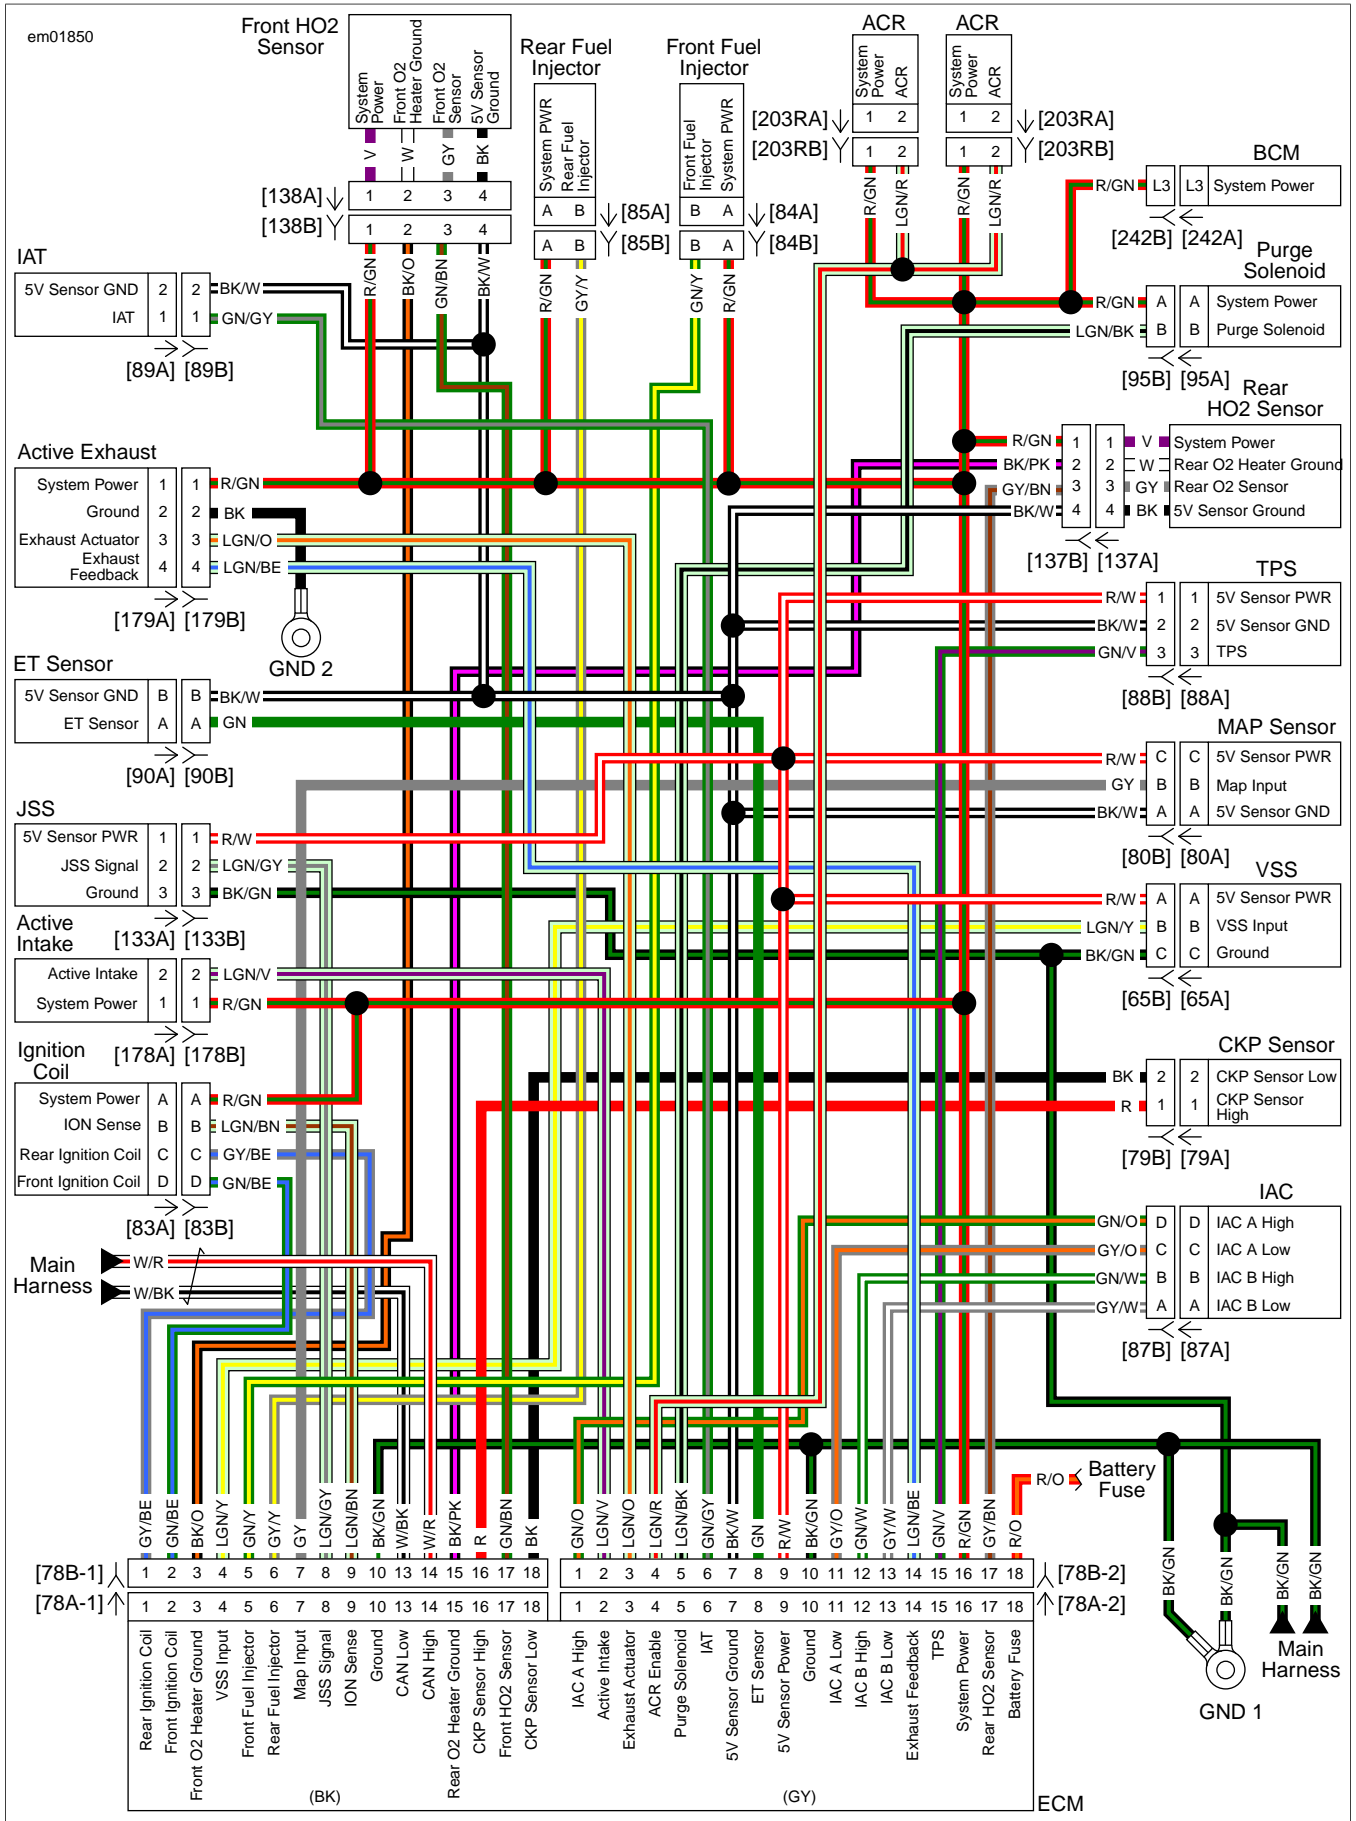 em01850
Front HO2
Sensor
System
Power
Front O2
Heater Ground
Front O2
Sensor
5V Sensor
Ground
V
W
GY
BK
[138A]
1 2 3 4
[138B]
1 2 3 4
R/GN
BK/O
GN/BN
BK/W
Rear Fuel
Injector
System PWR
Rear Fuel
Injector
A B
[85A]
A B
[85B]
R/GN
GY/Y
Front Fuel
Injector
Front Fuel
Injector
System PWR
B A
[84A]
B A
[84B]
GN/Y
R/GN
ACR
System
Power
ACR
1 2
[203RA]
1 2
[203RB]
R/GN
LGN/R
ACR
System
Power
ACR
1 2
[203RA]
1 2
[203RB]
R/GN
LGN/R
BCM
R/GN L3 L3 System Power
[242B] [242A]
Purge
Solenoid
R/GN A A System Power
LGN/BK B B Purge Solenoid
[95B] [95A]
Rear
HO2 Sensor
R/GN 1 1 V System Power
BK/PK 2 2 W Rear O2 Heater Ground
GY/BN 3 3 GY Rear O2 Sensor
BK/W 4 4 BK 5V Sensor Ground
[137B] [137A]
TPS
R/W 1 1 5V Sensor PWR
BK/W 2 2 5V Sensor GND
GN/V 3 3 TPS
[88B] [88A]
MAP Sensor
R/W C C 5V Sensor PWR
GY B B Map Input
BK/W A A 5V Sensor GND
[80B] [80A]
VSS
R/W A A 5V Sensor PWR
LGN/Y B B VSS Input
BK/GN C C Ground
[65B] [65A]
CKP Sensor
BK 2 2 CKP Sensor Low
R 1 1 CKP Sensor
High
[79B] [79A]
IAC
GN/O D D IAC A High
GY/O C C IAC A Low
GN/W B B IAC B High
GY/W A A IAC B Low
[87B] [87A]
IAT
5V Sensor GND 2 2 BK/W
IAT 1 1 GN/GY
[89A] [89B]
Active Exhaust
System Power 1 1 R/GN
Ground 2 2 BK
Exhaust Actuator 3 3 LGN/O
Exhaust
Feedback 4 4 LGN/BE
[179A] [179B]
GND 2
ET Sensor
5V Sensor GND B B BK/W
ET Sensor A A GN
[90A] [90B]
JSS
5V Sensor PWR 1 1 R/W
JSS Signal 2 2 LGN/GY
Ground 3 3 BK/GN
[133A] [133B]
Active
Intake
Active Intake 2 2 LGN/V
System Power 1 1 R/GN
[178A] [178B]
Ignition
Coil
System Power A A R/GN
ION Sense B B LGN/BN
Rear Ignition Coil C C GY/BE
Front Ignition Coil D D GN/BE
[83A] [83B]
Main
Harness
W/R
W/BK
R/O
Battery
Fuse
GY/BE GN/BE BK/O LGN/Y GN/Y GY/Y GY LGN/GY LGN/BN BK/GN W/BK W/R BK/PK R GN/BN BK
GN/O LGN/V LGN/O LGN/R LGN/BK GN/GY BK/W GN R/W BK/GN GY/O GN/W GY/W LGN/BE GN/V R/GN GY/BN R/O
BK/GN BK/GN BK/GN BK/GN
[78B-1] 1 2 3 4 5 6 7 8 9 10 13 14 15 16 17 18
1 2 3 4 5 6 7 8 9 10 11 12 13 14 15 16 17 18 [78B-2]
[78A-1] 1 2 3 4 5 6 7 8 9 10 13 14 15 16 17 18
1 2 3 4 5 6 7 8 9 10 11 12 13 14 15 16 17 18 [78A-2]
Rear Ignition Coil
Front Ignition Coil
Front O2 Heater Ground
VSS Input
Front Fuel Injector
Rear Fuel Injector
Map Input
JSS Signal
ION Sense
Ground
CAN Low
CAN High
Rear O2 Heater Ground
CKP Sensor High
Front HO2 Sensor
CKP Sensor Low
IAC A High
Active Intake
Exhaust Actuator
ACR Enable
Purge Solenoid
IAT
5V Sensor Ground
ET Sensor
5V Sensor Power
Ground
IAC A Low
IAC B High
IAC B Low
Exhaust Feedback
TPS
System Power
Rear HO2 Sensor
Battery Fuse
(BK)
(GY)
ECM
GND 1
Main
Harness